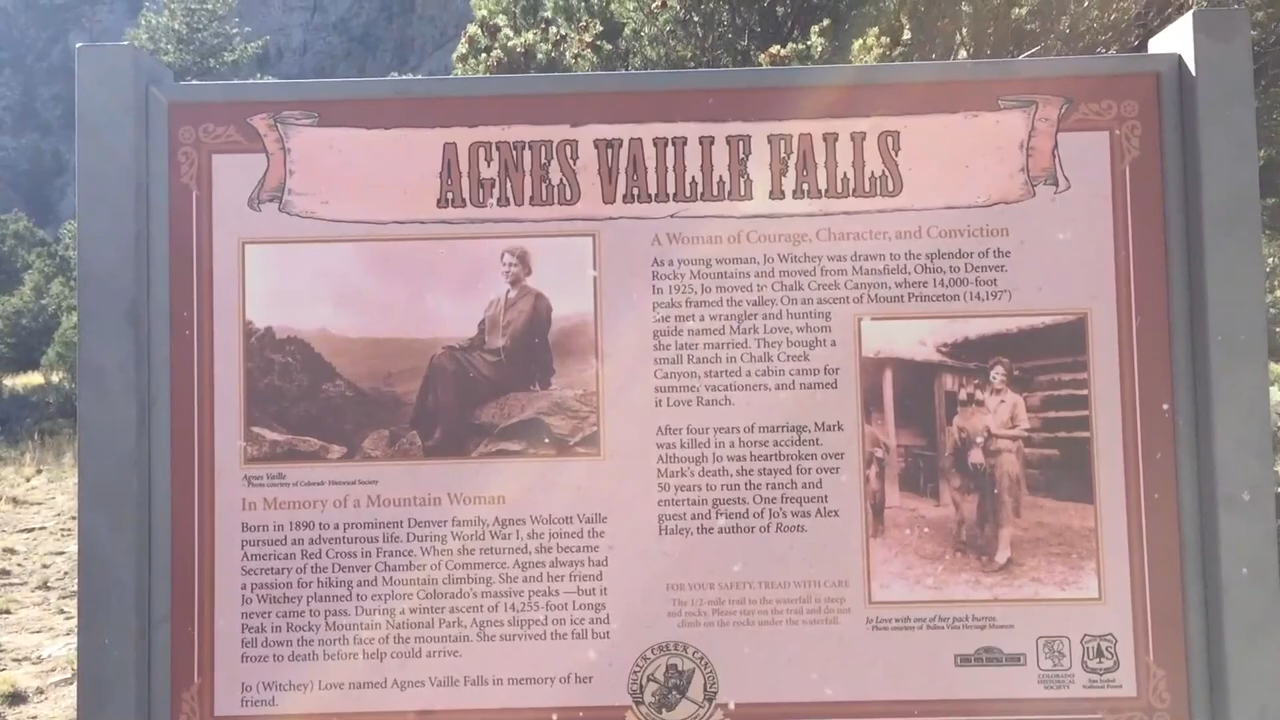 AGNES VAILLE FALLS
Agnes Vaille
~ Photo courtesy of Colorado Historical Society
In Memory of a Mountain Woman
Born in 1890 to a prominent Denver family, Agnes Wolcott Vaille
pursued an adventurous life. During World War I, she joined the
American Red Cross in France. When she returned, she became
Secretary of the Denver Chamber of Commerce. Agnes always had
a passion for hiking and Mountain climbing. She and her friend
Jo Witchey planned to explore Colorado's massive peaks —but it
never came to pass. During a winter ascent of 14,255-foot Longs
Peak in Rocky Mountain National Park, Agnes slipped on ice and
fell down the north face of the mountain. She survived the fall but
froze to death before help could arrive.
Jo (Witchey) Love named Agnes Vaille Falls in memory of her
friend.
A Woman of Courage, Character, and Conviction
As a young woman, Jo Witchey was drawn to the splendor of the
Rocky Mountains and moved from Mansfield, Ohio, to Denver.
In 1925, Jo moved to Chalk Creek Canyon, where 14,000-foot
peaks framed the valley. On an ascent of Mount Princeton (14,197')
she met a wrangler and hunting
guide named Mark Love, whom
she later married. They bought a
small Ranch in Chalk Creek
Canyon, started a cabin camp for
summer vacationers, and named
it Love Ranch.
After four years of marriage, Mark
was killed in a horse accident.
Although Jo was heartbroken over
Mark's death, she stayed for over
50 years to run the ranch and
entertain guests. One frequent
guest and friend of Jo's was Alex
Haley, the author of Roots.
FOR YOUR SAFETY, TREAD WITH CARE
The 1/2-mile trail to the waterfall is steep
and rocky. Please stay on the trail and do not
climb on the rocks under the waterfall.
Jo Love with one of her pack burros.
~ Photo courtesy of Buena Vista Heritage Museum
CHALK CREEK CANYON
BUENA VISTA HERITAGE MUSEUM
COLORADO
HISTORICAL
SOCIETY
UAS
San Isabel
National Forest